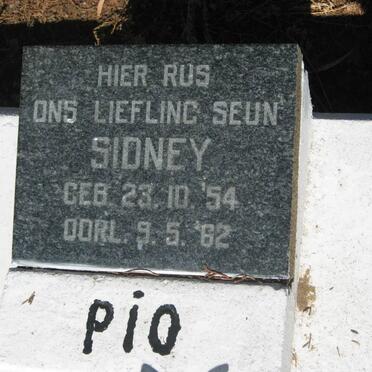 HIER RUS
ONS LIEFLING SEUN
SIDNEY
GEB. 23. 10. '54
OORL. 9. 5. '82
PiO